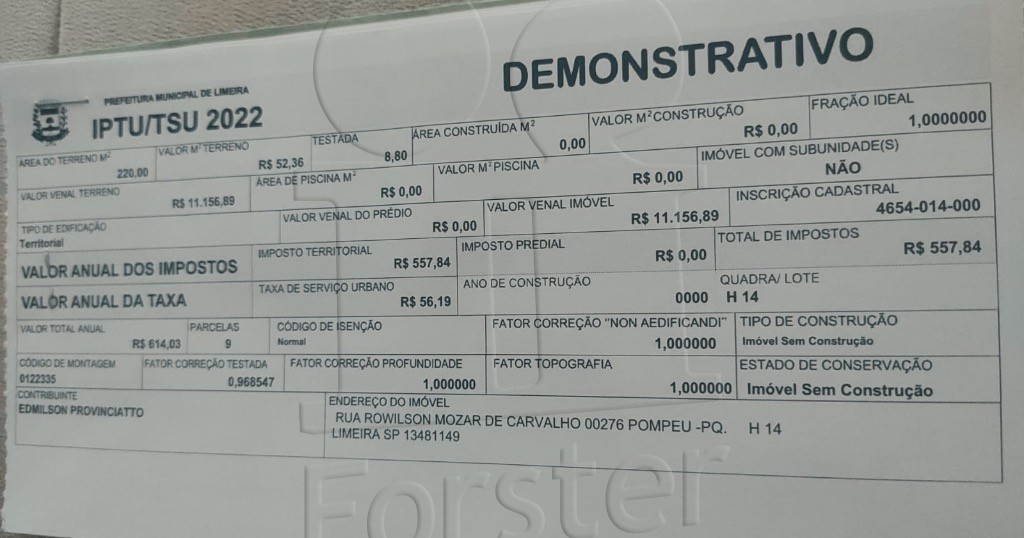 DEMONSTRATIVO
PREFEITURA MUNICIPAL DE LIMEIRA
IPTU/TSU 2022
ÁREA DO TERRENO M²
220,00
VALOR M² TERRENO
R$ 52,36
TESTADA
8,80
ÁREA CONSTRUÍDA M²
0,00
VALOR M² CONSTRUÇÃO
R$ 0,00
FRAÇÃO IDEAL
1,0000000
VALOR VENAL TERRENO
R$ 11.156,89
ÁREA DE PISCINA M²
R$ 0,00
VALOR M² PISCINA
R$ 0,00
IMÓVEL COM SUBUNIDADE(S)
NÃO
TIPO DE EDIFICAÇÃO
Territorial
VALOR VENAL DO PRÉDIO
R$ 0,00
VALOR VENAL IMÓVEL
R$ 11.156,89
INSCRIÇÃO CADASTRAL
4654-014-000
VALOR ANUAL DOS IMPOSTOS
IMPOSTO TERRITORIAL
R$ 557,84
IMPOSTO PREDIAL
R$ 0,00
TOTAL DE IMPOSTOS
R$ 557,84
VALOR ANUAL DA TAXA
TAXA DE SERVIÇO URBANO
R$ 56,19
ANO DE CONSTRUÇÃO
0000
QUADRA/ LOTE
H 14
VALOR TOTAL ANUAL
R$ 614,03
PARCELAS
9
CÓDIGO DE ISENÇÃO
Normal
FATOR CORREÇÃO "NON AEDIFICANDI"
1,000000
TIPO DE CONSTRUÇÃO
Imóvel Sem Construção
CÓDIGO DE MONTAGEM
0122335
FATOR CORREÇÃO TESTADA
0,968547
FATOR CORREÇÃO PROFUNDIDADE
1,000000
FATOR TOPOGRAFIA
1,000000
ESTADO DE CONSERVAÇÃO
Imóvel Sem Construção
CONTRIBUINTE
EDMILSON PROVINCIATTO
ENDEREÇO DO IMÓVEL
RUA ROWILSON MOZAR DE CARVALHO 00276 POMPEU -PQ. H 14
LIMEIRA SP 13481149
Forster